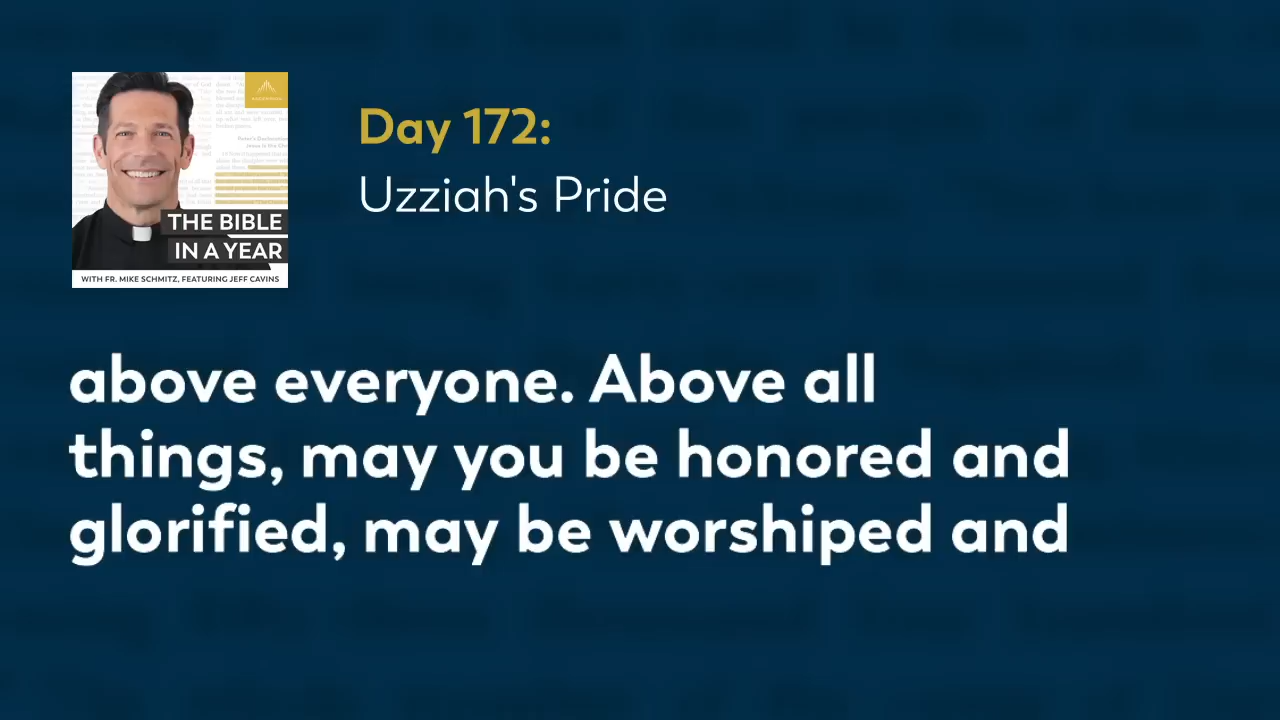 Day 172:
Uzziah's Pride
THE BIBLE
IN A YEAR
WITH FR. MIKE SCHMITZ, FEATURING JEFF CAVINS
above everyone. Above all
things, may you be honored and
glorified, may be worshiped and